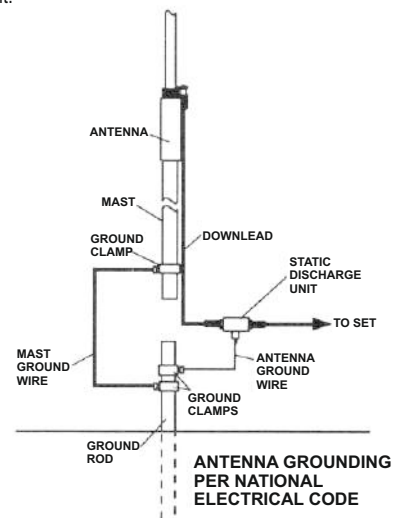 it.
ANTENNA
MAST
GROUND
CLAMP
DOWNLEAD
STATIC
DISCHARGE
UNIT
TO SET
MAST
GROUND
WIRE
ANTENNA
GROUND
WIRE
GROUND
CLAMPS
GROUND
ROD
ANTENNA GROUNDING
PER NATIONAL
ELECTRICAL CODE